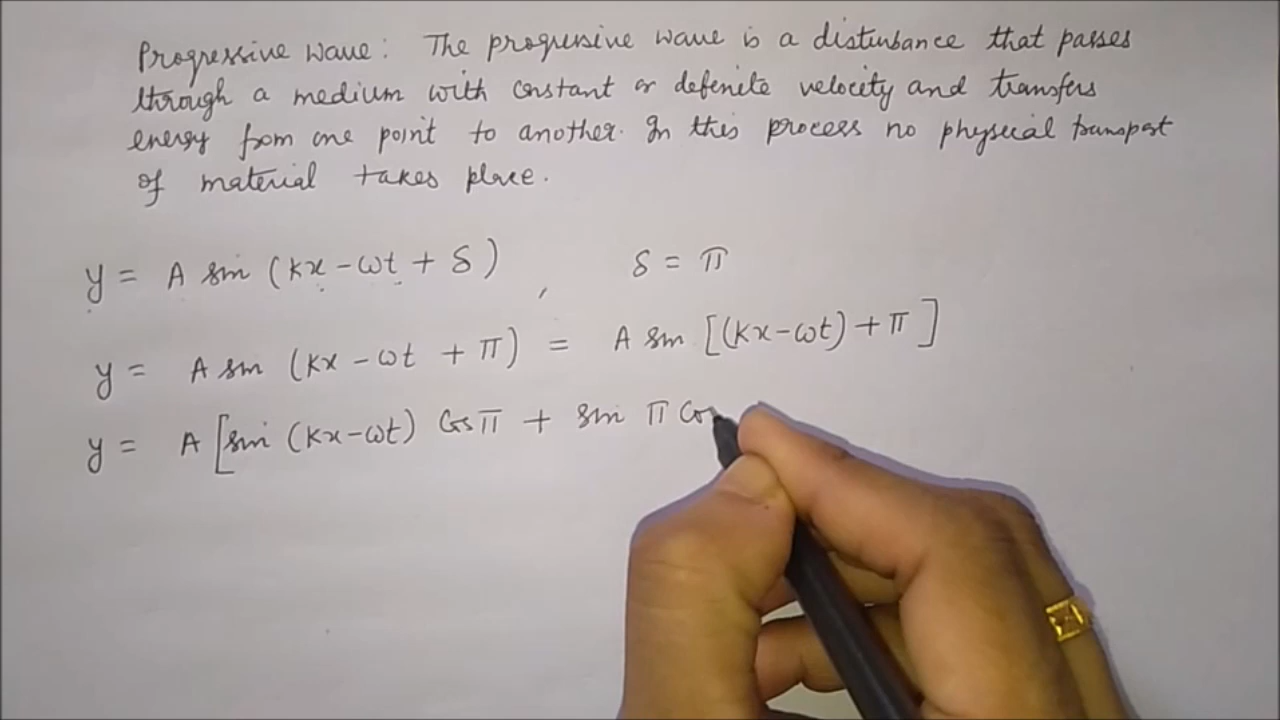 Progressive wave: The progressive wave is a disturbance that passes
through a medium with constant or definite velocity and transfers
energy from one point to another. In this process no physical transport
of material takes place.
y = A sin (kx - ωt + δ) , δ = π
y = A sin (kx - ωt + π) = A sin [(kx-ωt) + π]
y = A [sin (kx-ωt) Cos π + sin π Co